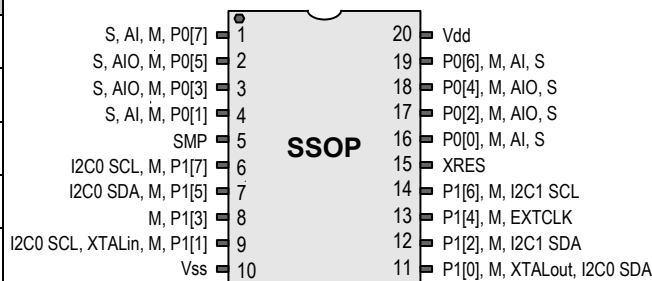 S, AI, M, P0[7] 1 20 Vdd
S, AIO, M, P0[5] 2 19 P0[6], M, AI, S
S, AIO, M, P0[3] 3 18 P0[4], M, AIO, S
S, AI, M, P0[1] 4 17 P0[2], M, AIO, S
SMP 5 SSOP 16 P0[0], M, AI, S
I2C0 SCL, M, P1[7] 6 15 XRES
I2C0 SDA, M, P1[5] 7 14 P1[6], M, I2C1 SCL
M, P1[3] 8 13 P1[4], M, EXTCLK
I2C0 SCL, XTALin, M, P1[1] 9 12 P1[2], M, I2C1 SDA
Vss 10 11 P1[0], M, XTALout, I2C0 SDA